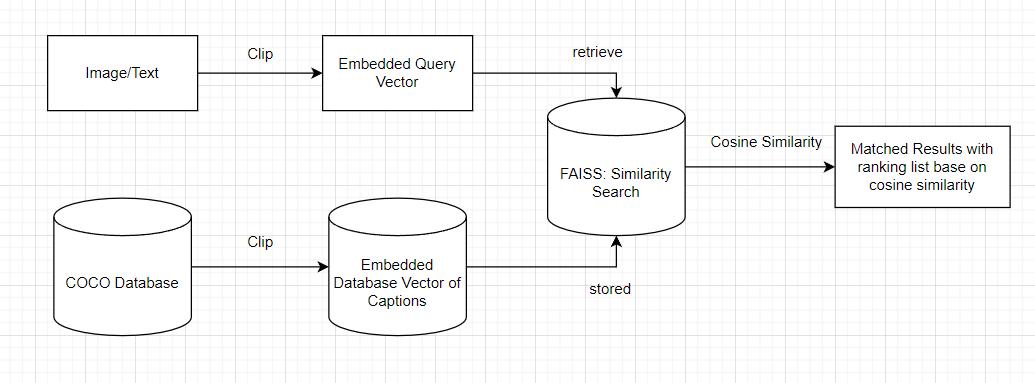 Clip
retrieve
Image/Text
Embedded Query
Vector
Cosine Similarity
Matched Results with
ranking list base on
cosine similarity
FAISS: Similarity
Search
Clip
COCO Database
Embedded
Database Vector of
Captions
stored